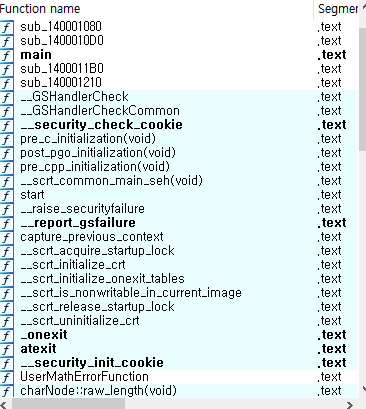 Function name Segmen
f sub_140001080 .text
f sub_1400010D0 .text
f main .text
f sub_1400011B0 .text
f sub_140001210 .text
f __GSHandlerCheck .text
f __GSHandlerCheckCommon .text
f __security_check_cookie .text
f pre_c_initialization(void) .text
f post_pgo_initialization(void) .text
f pre_cpp_initialization(void) .text
f __scrt_common_main_seh(void) .text
f start .text
f __raise_securityfailure .text
f __report_gsfailure .text
f capture_previous_context .text
f __scrt_acquire_startup_lock .text
f __scrt_initialize_crt .text
f __scrt_initialize_onexit_tables .text
f __scrt_is_nonwritable_in_current_image .text
f __scrt_release_startup_lock .text
f __scrt_uninitialize_crt .text
f _onexit .text
f atexit .text
f __security_init_cookie .text
f UserMathErrorFunction .text
f charNode::raw_length(void) .text